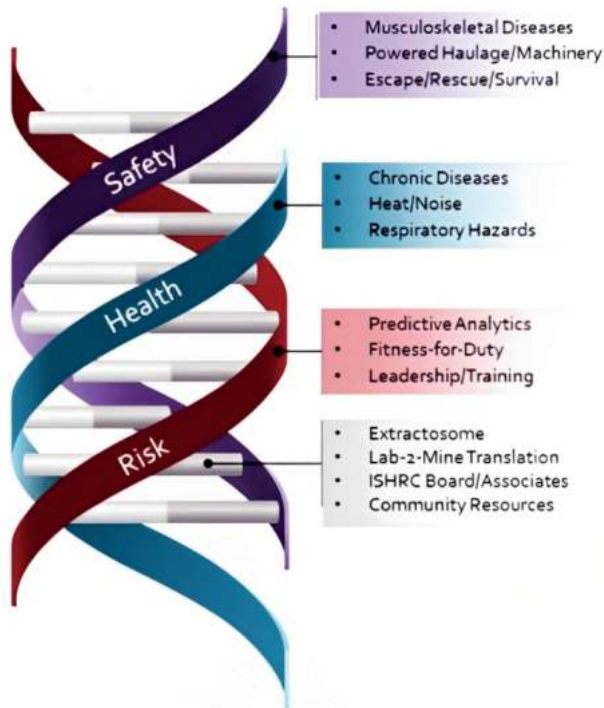 • Musculoskeletal Diseases
• Powered Haulage/Machinery
• Escape/Rescue/Survival
Safety
• Chronic Diseases
• Heat/Noise
• Respiratory Hazards
Health
• Predictive Analytics
• Fitness-for-Duty
• Leadership/Training
Risk
• Extractosome
• Lab-2-Mine Translation
• ISHRC Board/Associates
• Community Resources